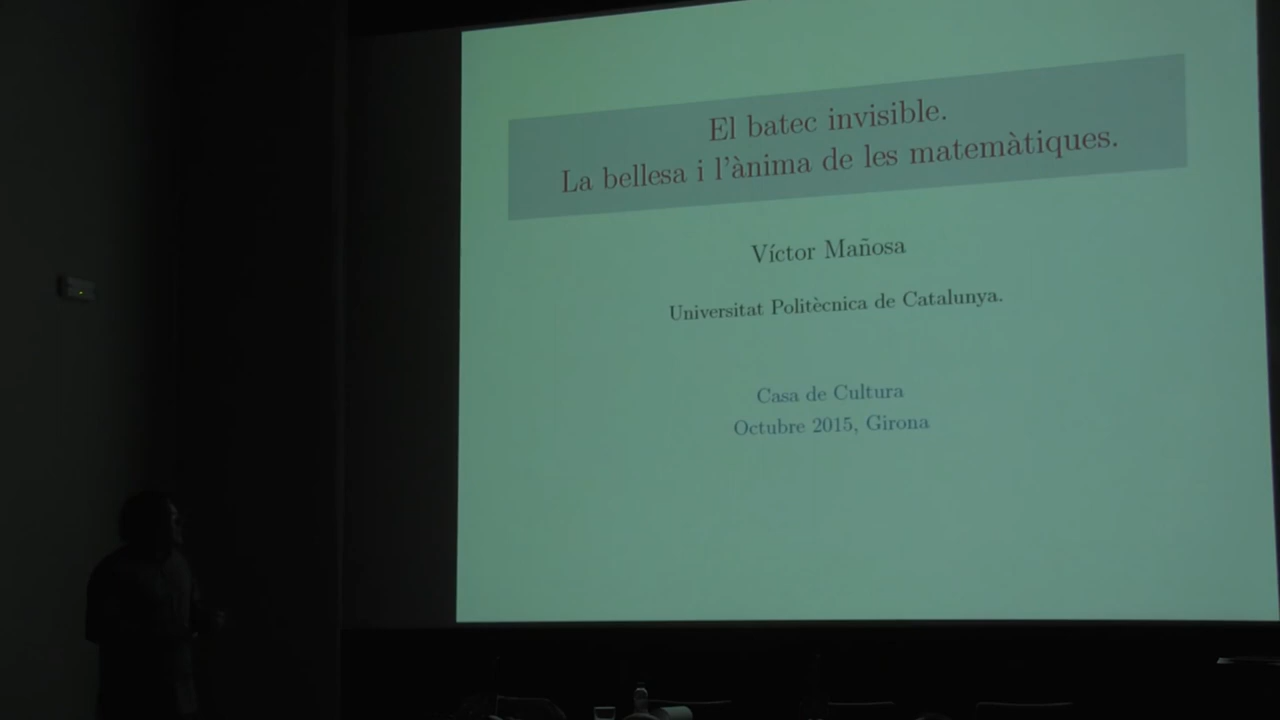 El batec invisible.
La bellesa i l'ànima de les matemàtiques.
Víctor Mañosa
Universitat Politècnica de Catalunya.
Casa de Cultura
Octubre 2015, Girona